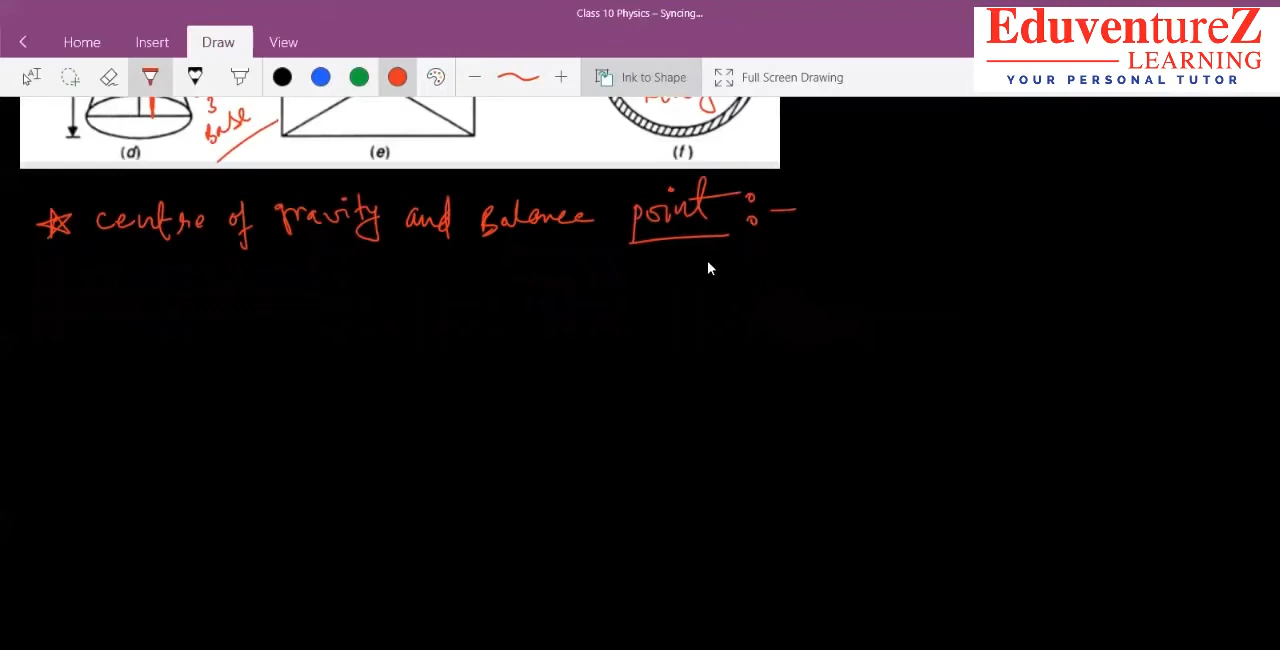 Class 10 Physics – Syncing...
EduventureZ
LEARNING
YOUR PERSONAL TUTOR
Home Insert Draw View
Ink to Shape Full Screen Drawing
3
Base
(d) (e) (f)
☆ centre of gravity and Balance point :-